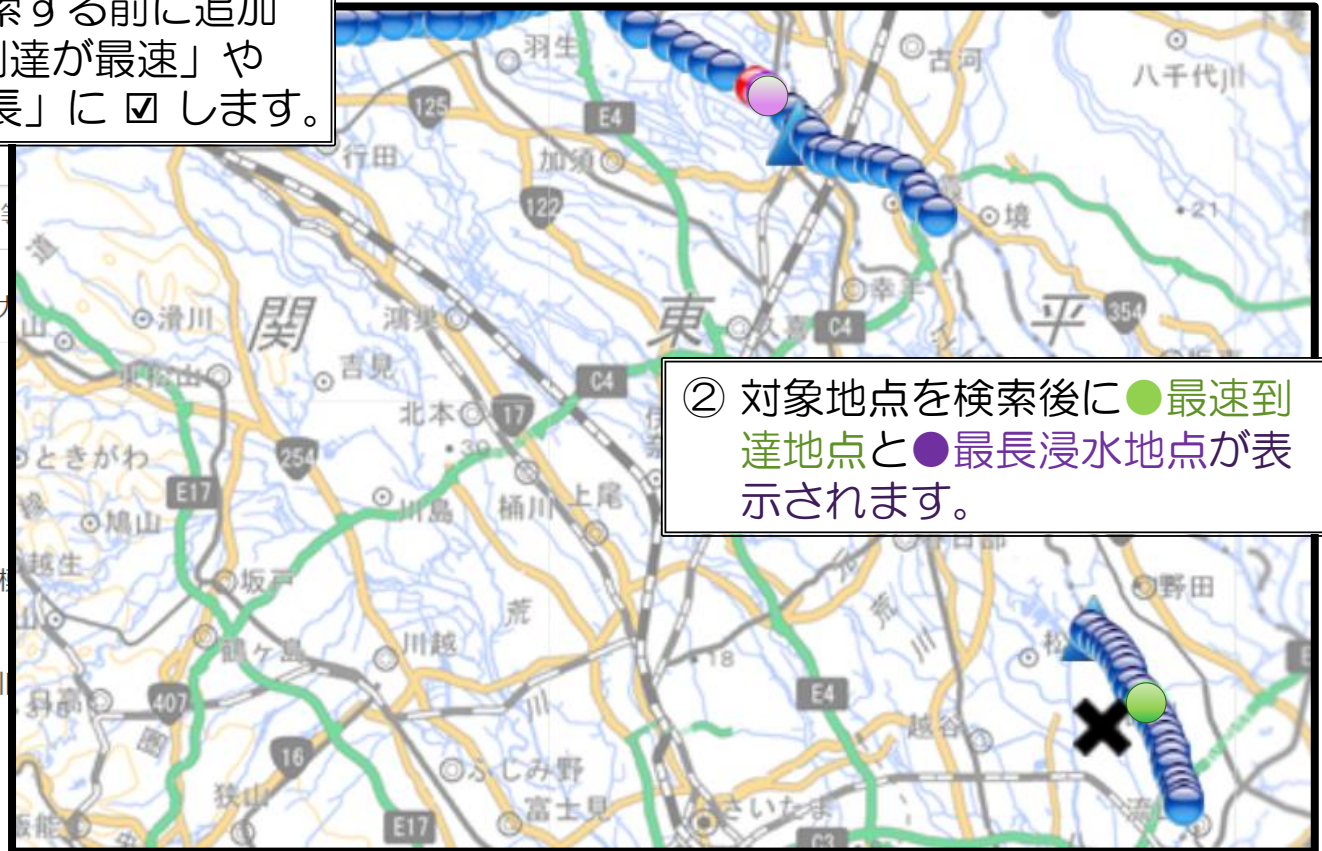 索する前に追加
達が最速」や
長」に ☑ します。
羽生
古河
八千代
125
E4
行田
加須
122
境
21
道
滑川
関
鴻巣
東
久喜
幸手
C4
平
354
吉見
C4
東松山
北本
17
② 対象地点を検索後に●最速到
達地点と●最長浸水地点が表
示されます。
254
30
ときがわ
E17
川島
桶川
上尾
鳩山
越生
坂戸
荒
荒
野田
鶴ヶ島
川越
川
松
18
日高
407
E4
川
越谷
16
ふじみ野
狭山
富士見
さいたま
流山
飯能
E17
C3